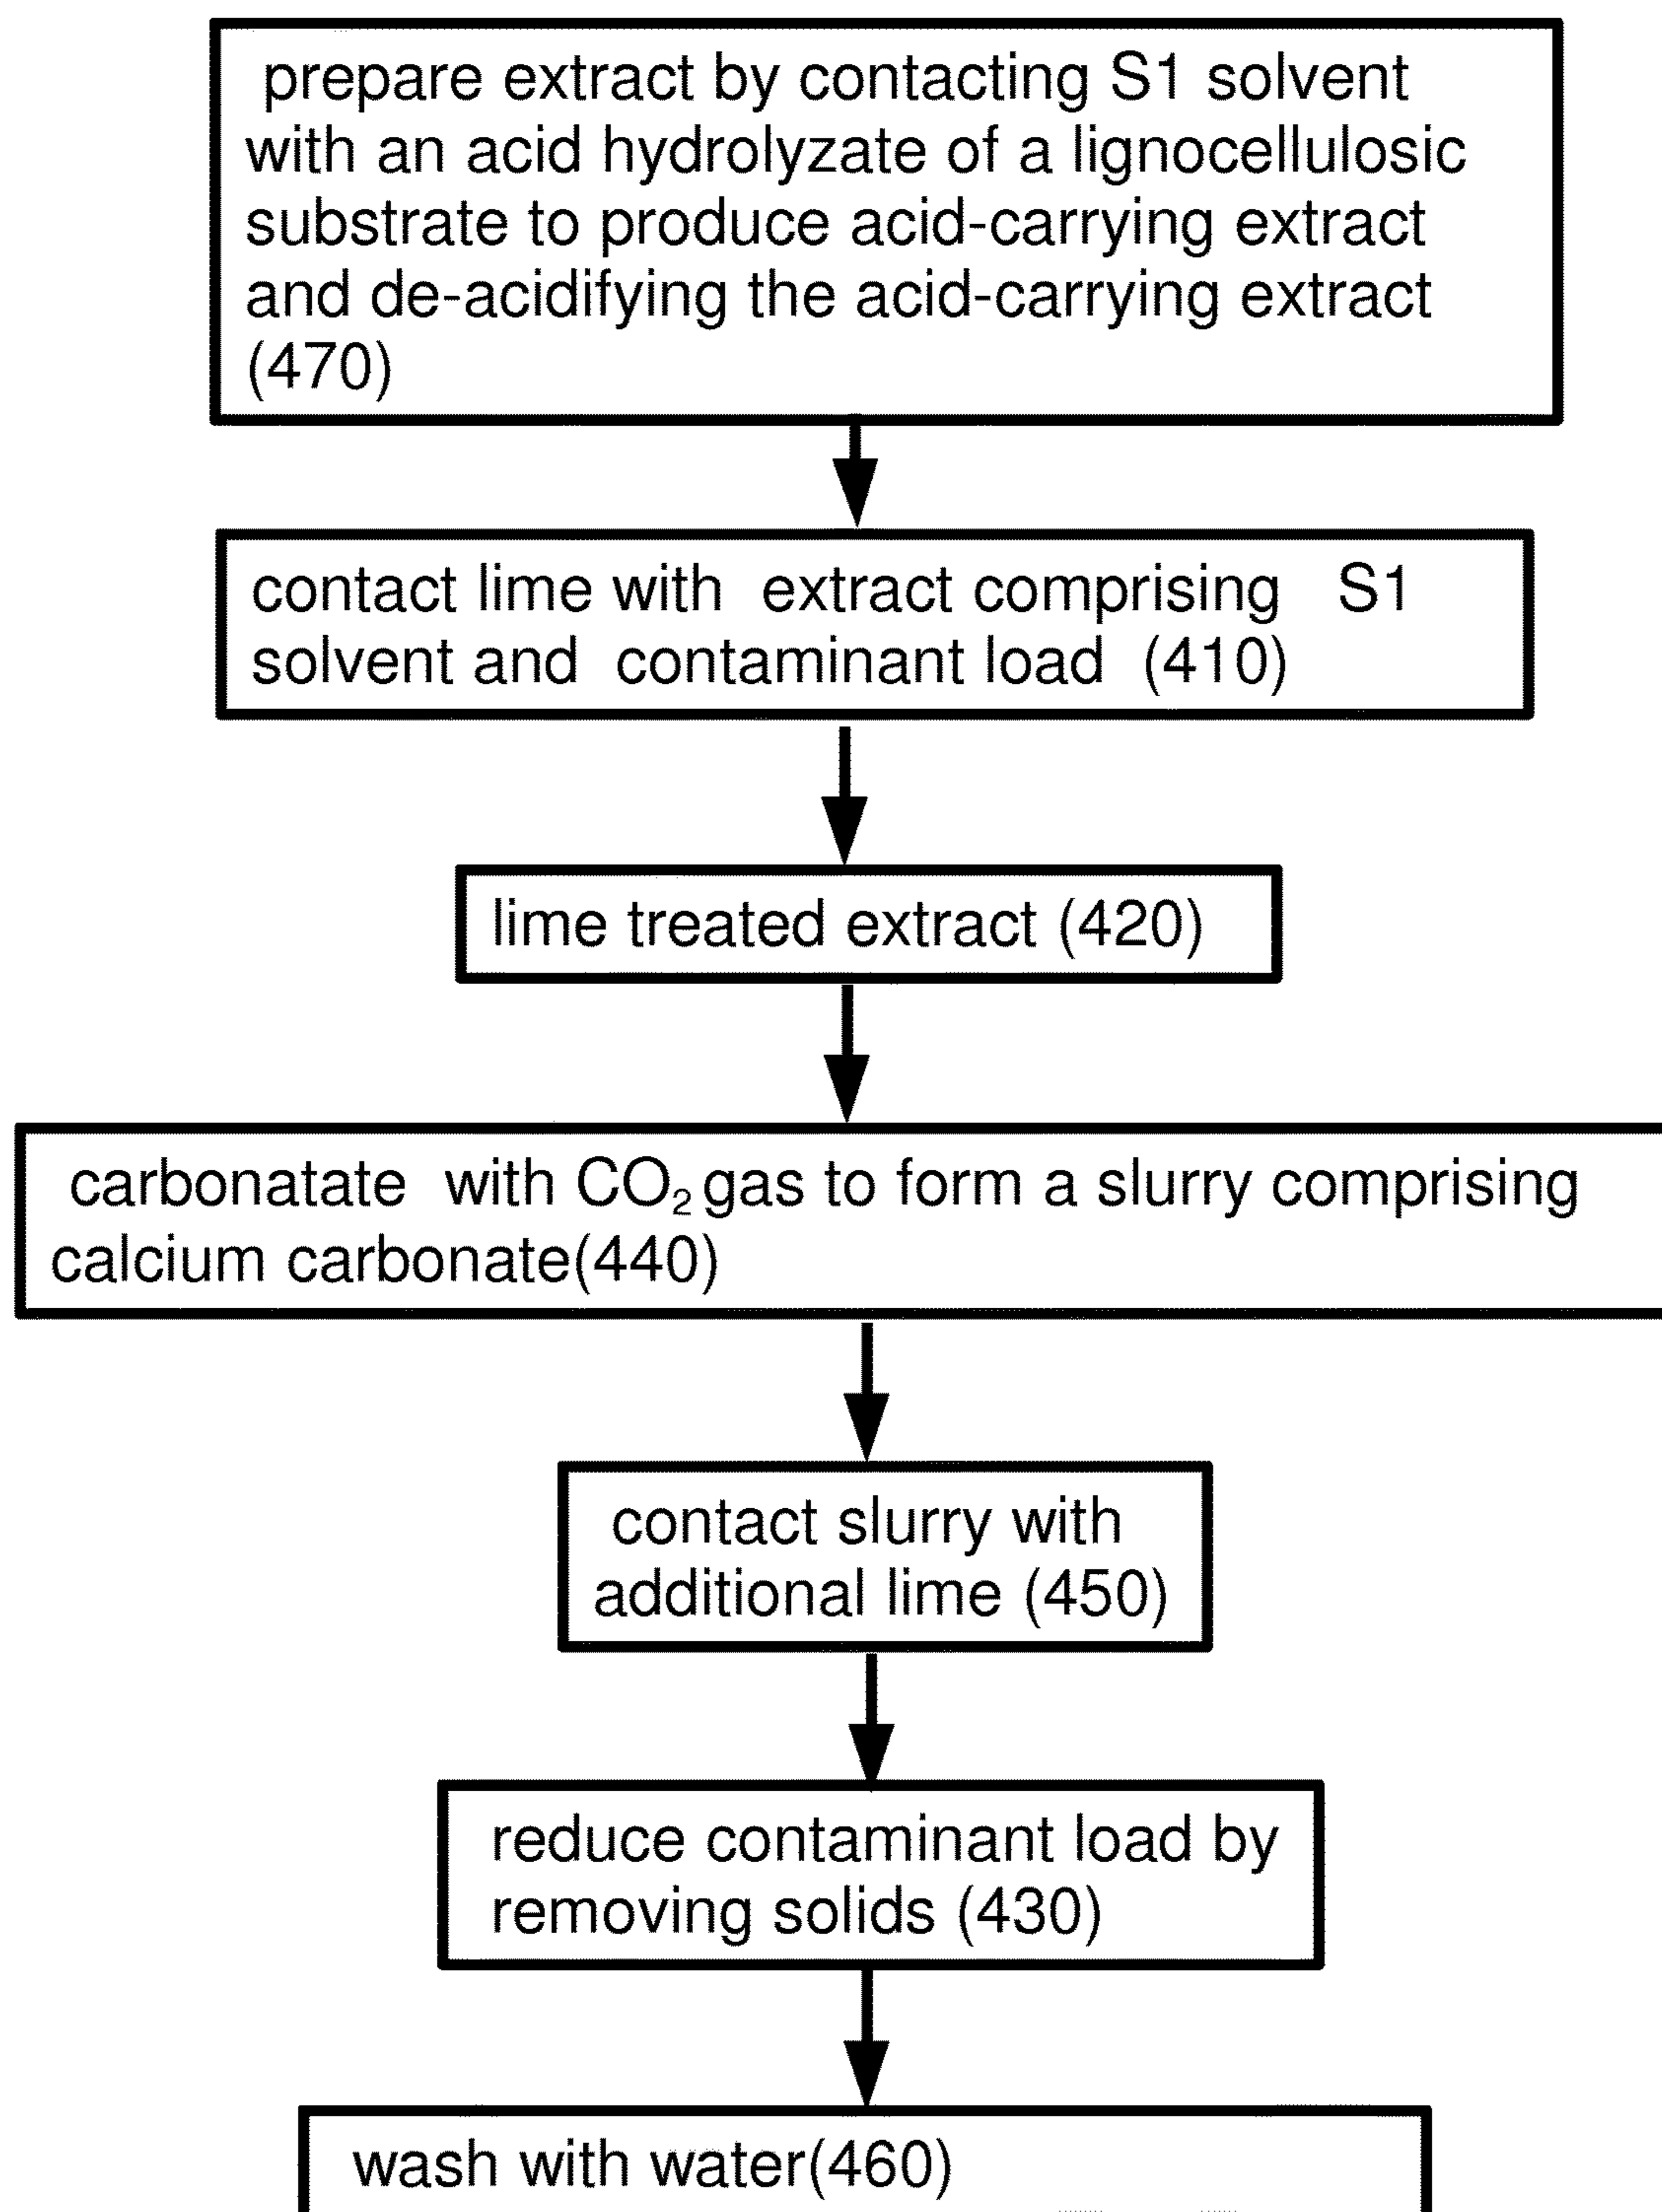 prepare extract by contacting S1 solvent
with an acid hydrolyzate of a lignocellulosic
substrate to produce acid-carrying extract
and de-acidifying the acid-carrying extract
(470)
contact lime with extract comprising S1
solvent and contaminant load (410)
lime treated extract (420)
carbonatate with CO₂ gas to form a slurry comprising
calcium carbonate(440)
contact slurry with
additional lime (450)
reduce contaminant load by
removing solids (430)
wash with water(460)